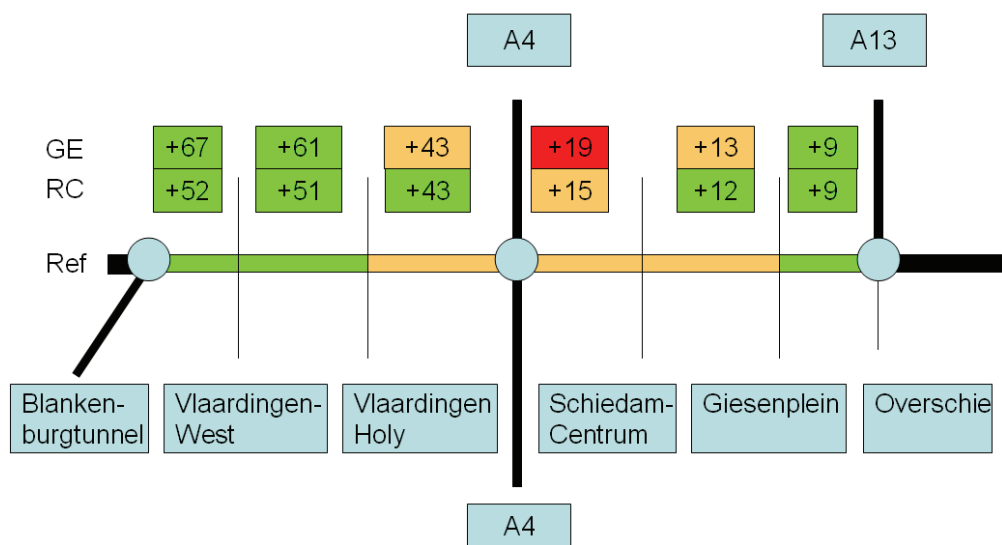 A4
A13
GE +67 +61 +43 +19 +13 +9
RC +52 +51 +43 +15 +12 +9
Ref
Blanken-
burgtunnel
Vlaardingen-
West
Vlaardingen
Holy
Schiedam-
Centrum
Giesenplein
Overschie
A4